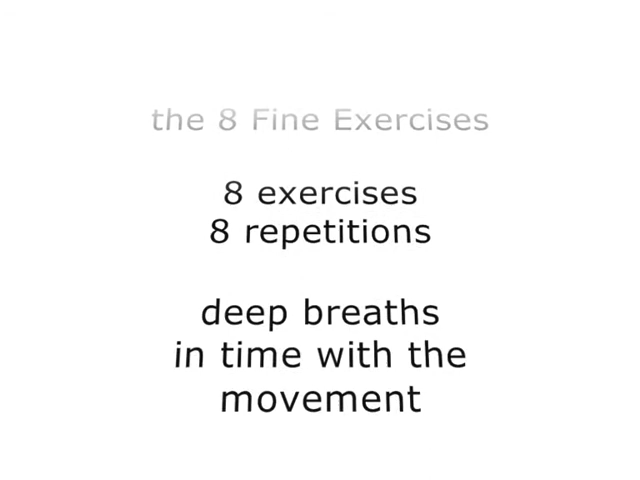 the 8 Fine Exercises
8 exercises
8 repetitions
deep breaths
in time with the
movement